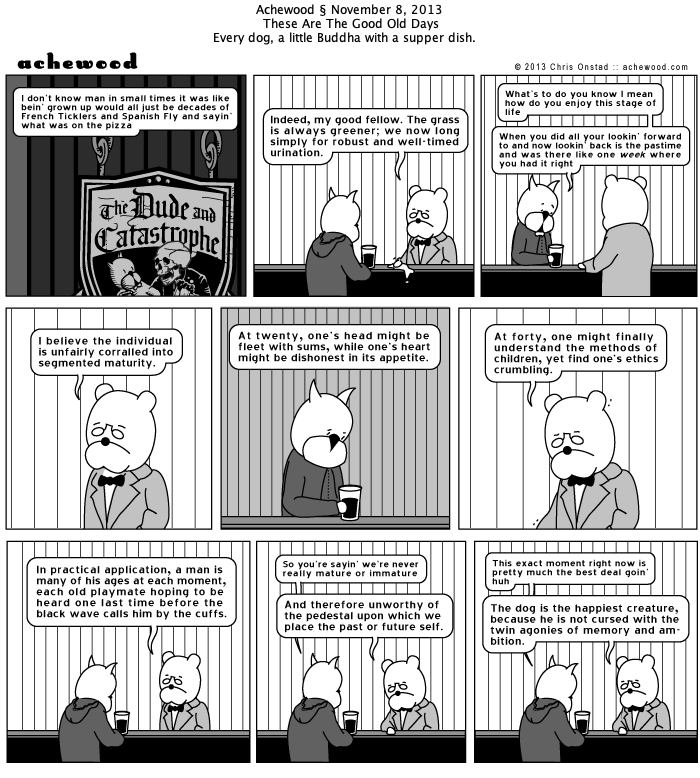 Achewood § November 8, 2013
These Are The Good Old Days
Every dog, a little Buddha with a supper dish.
achewood
© 2013 Chris Onstad :: achewood.com
I don't know man in small times it was like
bein' grown up would all just be decades of
French Ticklers and Spanish Fly and sayin'
what was on the pizza
The Dude and
Catastrophe
Indeed, my good fellow. The grass
is always greener; we now long
simply for robust and well-timed
urination.
What's to do you know I mean
how do you enjoy this stage of
life
When you did all your lookin' forward
to and now lookin' back is the pastime
and was there like one week where
you had it right
I believe the individual
is unfairly corralled into
segmented maturity.
At twenty, one's head might be
fleet with sums, while one's heart
might be dishonest in its appetite.
At forty, one might finally
understand the methods of
children, yet find one's ethics
crumbling.
In practical application, a man is
many of his ages at each moment,
each old playmate hoping to be
heard one last time before the
black wave calls him by the cuffs.
So you're sayin' we're never
really mature or immature
And therefore unworthy of
the pedestal upon which we
place the past or future self.
This exact moment right now is
pretty much the best deal goin'
huh
The dog is the happiest creature,
because he is not cursed with the
twin agonies of memory and am-
bition.